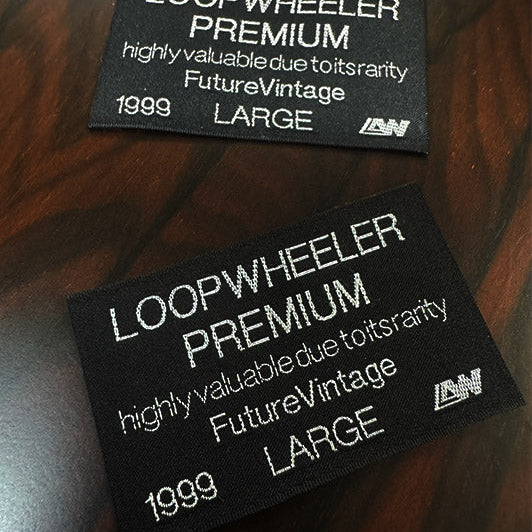 LOOPWHEELER
PREMIUM
highly valuable due to its rarity
FutureVintage
1999 LARGE
LOOPWHEELER
PREMIUM
highly valuable due to its rarity
FutureVintage
LARGE
1999